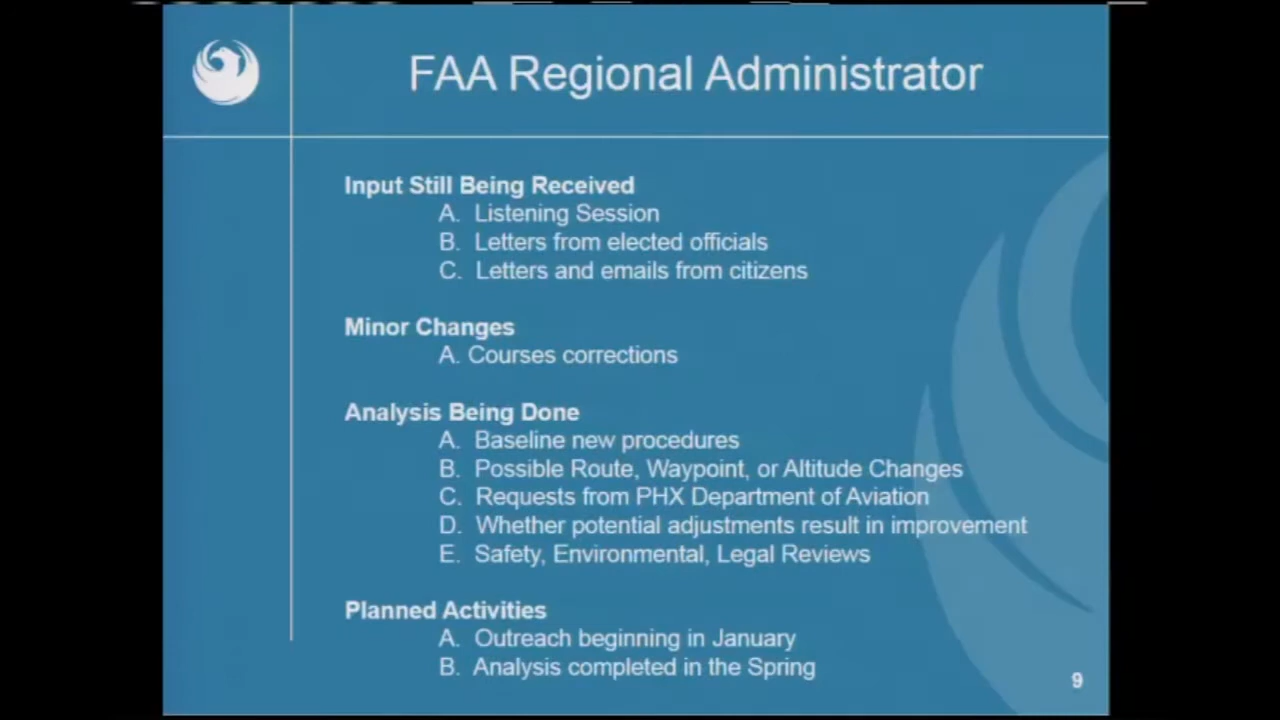 FAA Regional Administrator
Input Still Being Received
A. Listening Session
B. Letters from elected officials
C. Letters and emails from citizens
Minor Changes
A. Courses corrections
Analysis Being Done
A. Baseline new procedures
B. Possible Route, Waypoint, or Altitude Changes
C. Requests from PHX Department of Aviation
D. Whether potential adjustments result in improvement
E. Safety, Environmental, Legal Reviews
Planned Activities
A. Outreach beginning in January
B. Analysis completed in the Spring
9